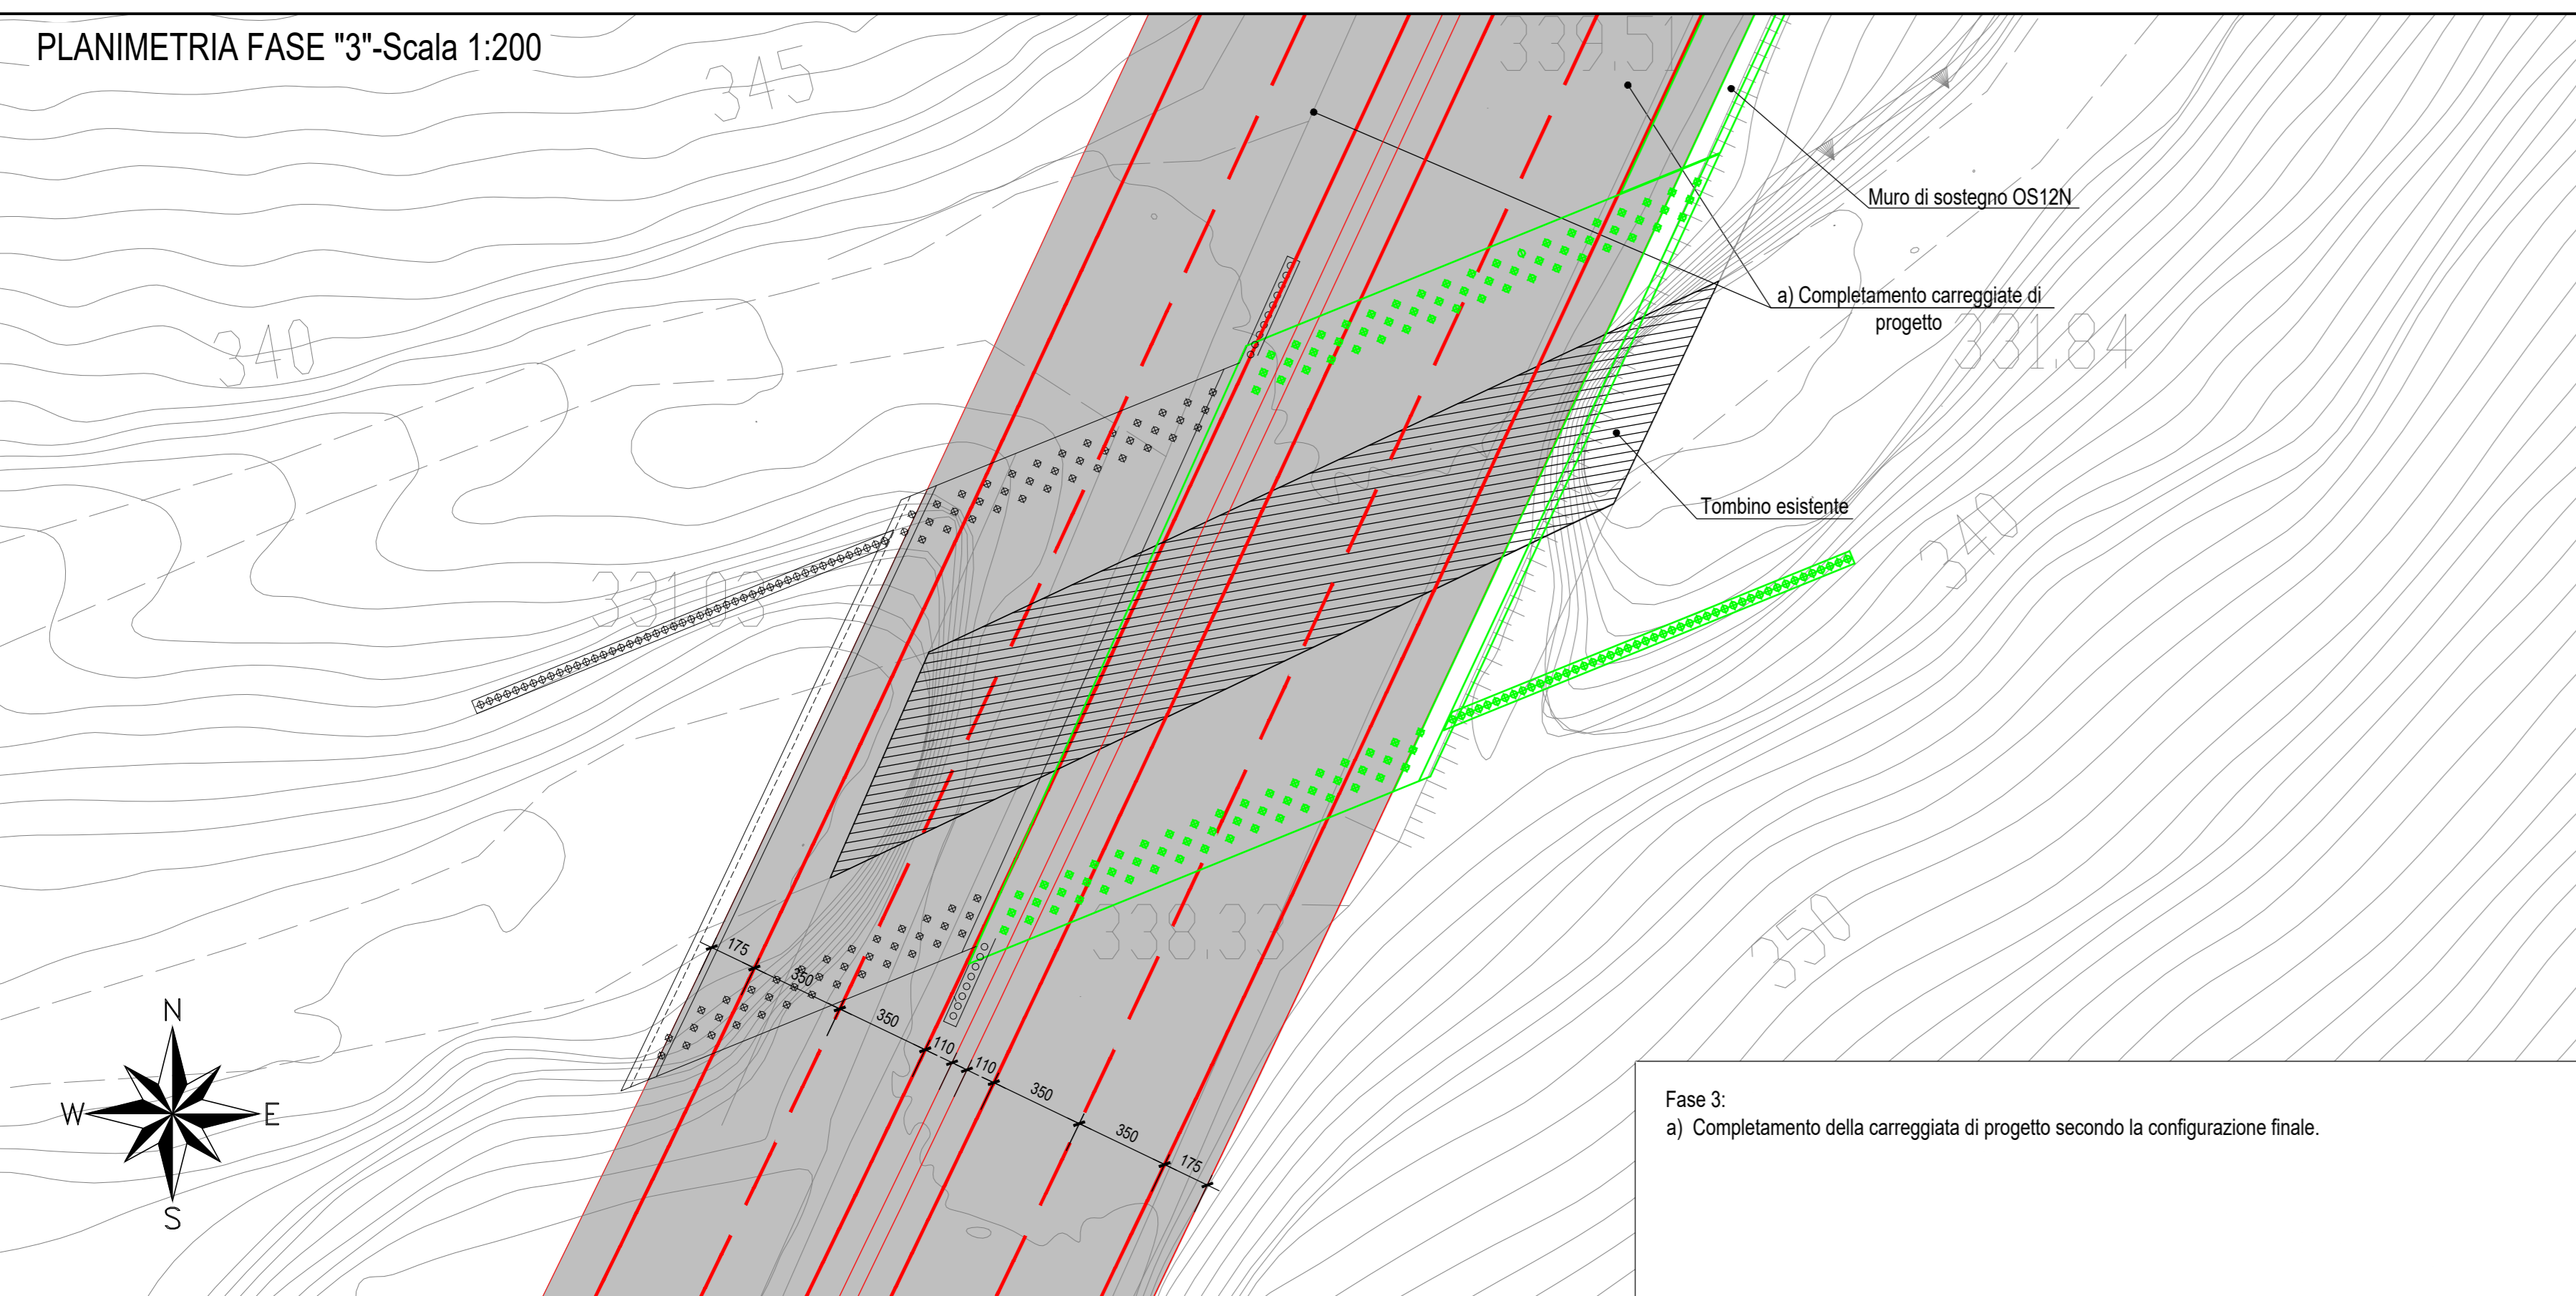 PLANIMETRIA FASE "3"-Scala 1:200
345
339,51
Muro di sostegno OS12N
a) Completamento carreggiate di
progetto
331,84
340
Tombino esistente
340
331,03
338,33
350
175
350
350
110
110
350
350
175
N
W
E
S
Fase 3:
a) Completamento della carreggiata di progetto secondo la configurazione finale.